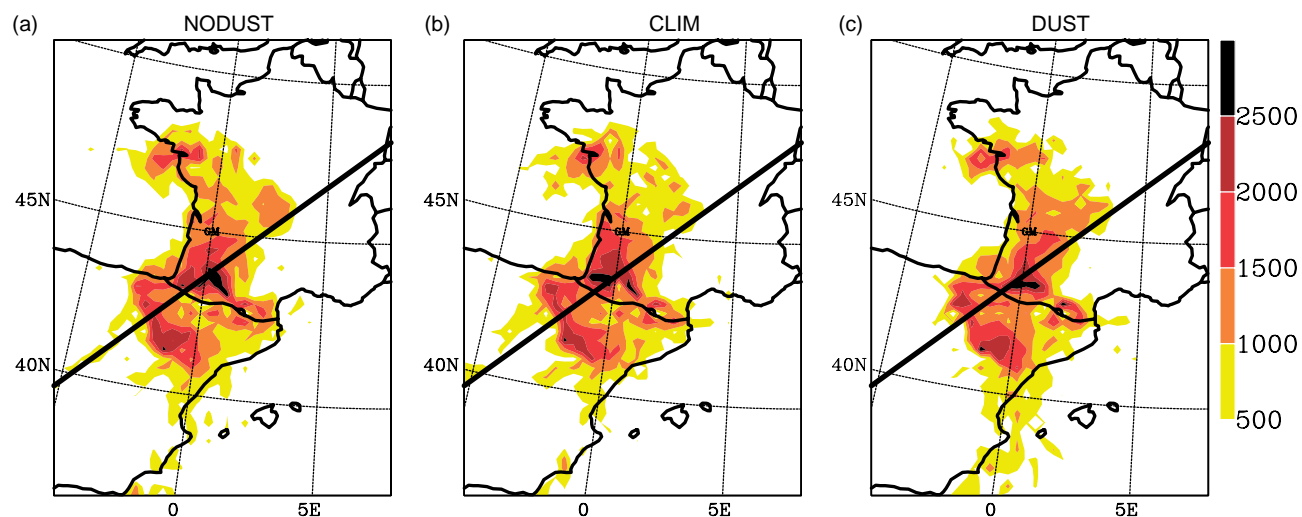 (a) NODUST (b) CLIM (c) DUST
2500
2000
45N 45N 45N
GM GM GM
1500
1000
40N 40N 40N
500
0 5E 0 5E 0 5E